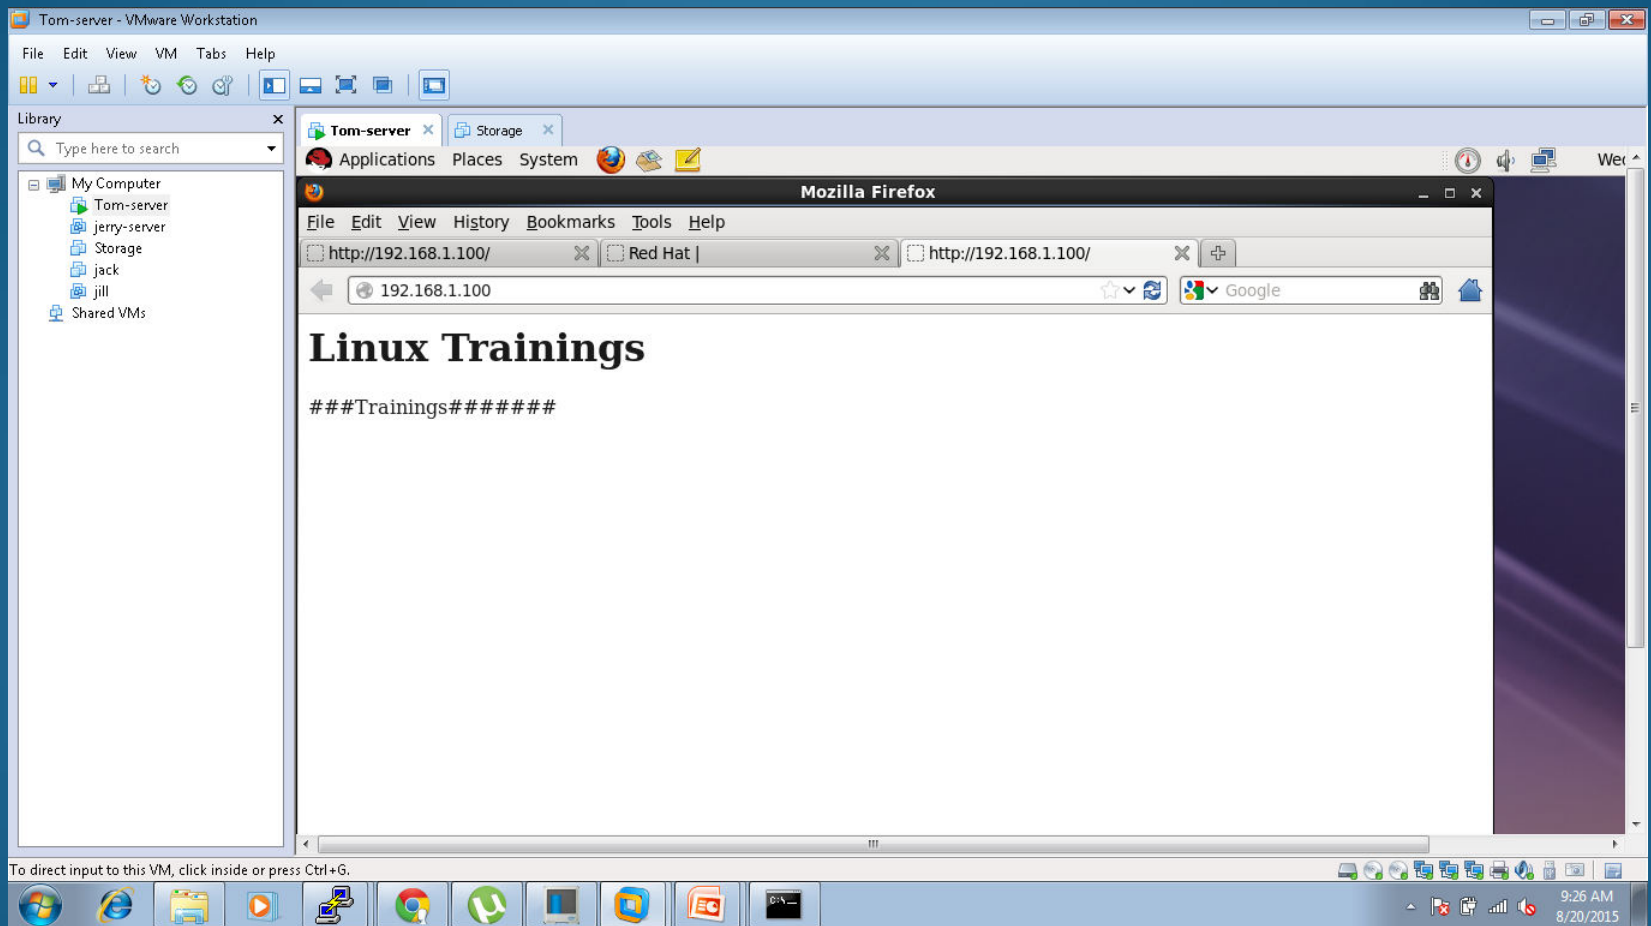 Tom-server - VMware Workstation
File Edit View VM Tabs Help
Library
Type here to search
My Computer
Tom-server
jerry-server
Storage
jack
jill
Shared VMs
Tom-server Storage
Applications Places System
Mozilla Firefox
File Edit View History Bookmarks Tools Help
http://192.168.1.100/ Red Hat | http://192.168.1.100/
192.168.1.100 Google
Linux Trainings
###Trainings#######
To direct input to this VM, click inside or press Ctrl+G.
9:26 AM
8/20/2015